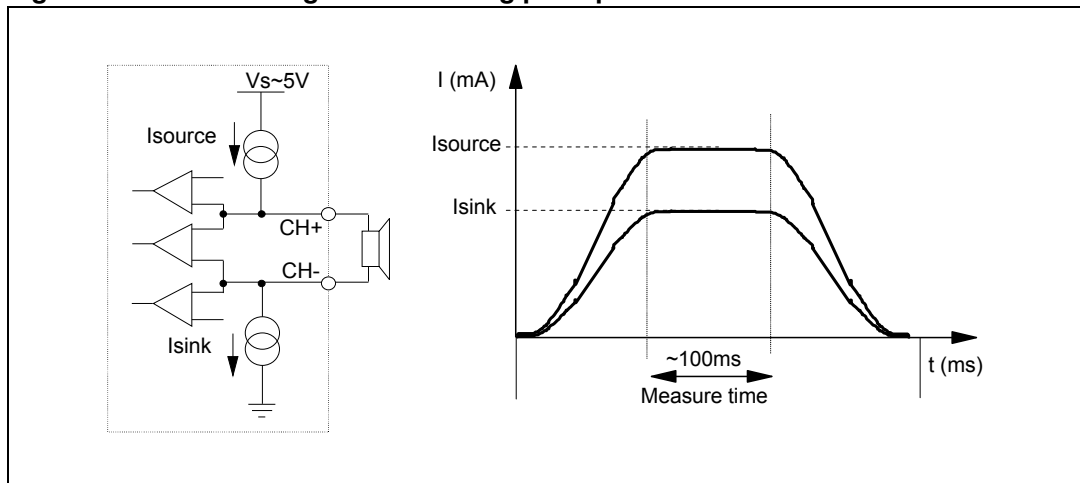 Vs~5V
Isource
CH+
CH-
Isink
I (mA)
Isource
Isink
~100ms
Measure time
t (ms)